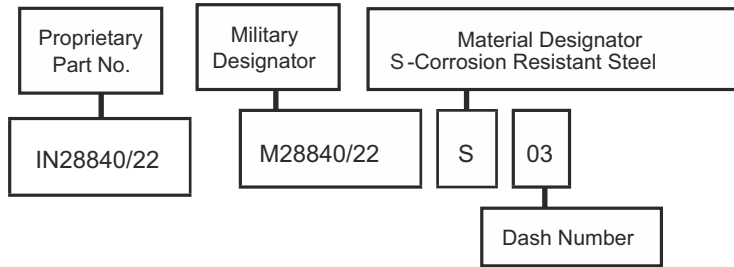 Proprietary
Part No.
Military
Designator
Material Designator
S-Corrosion Resistant Steel
IN28840/22
M28840/22
S
03
Dash Number